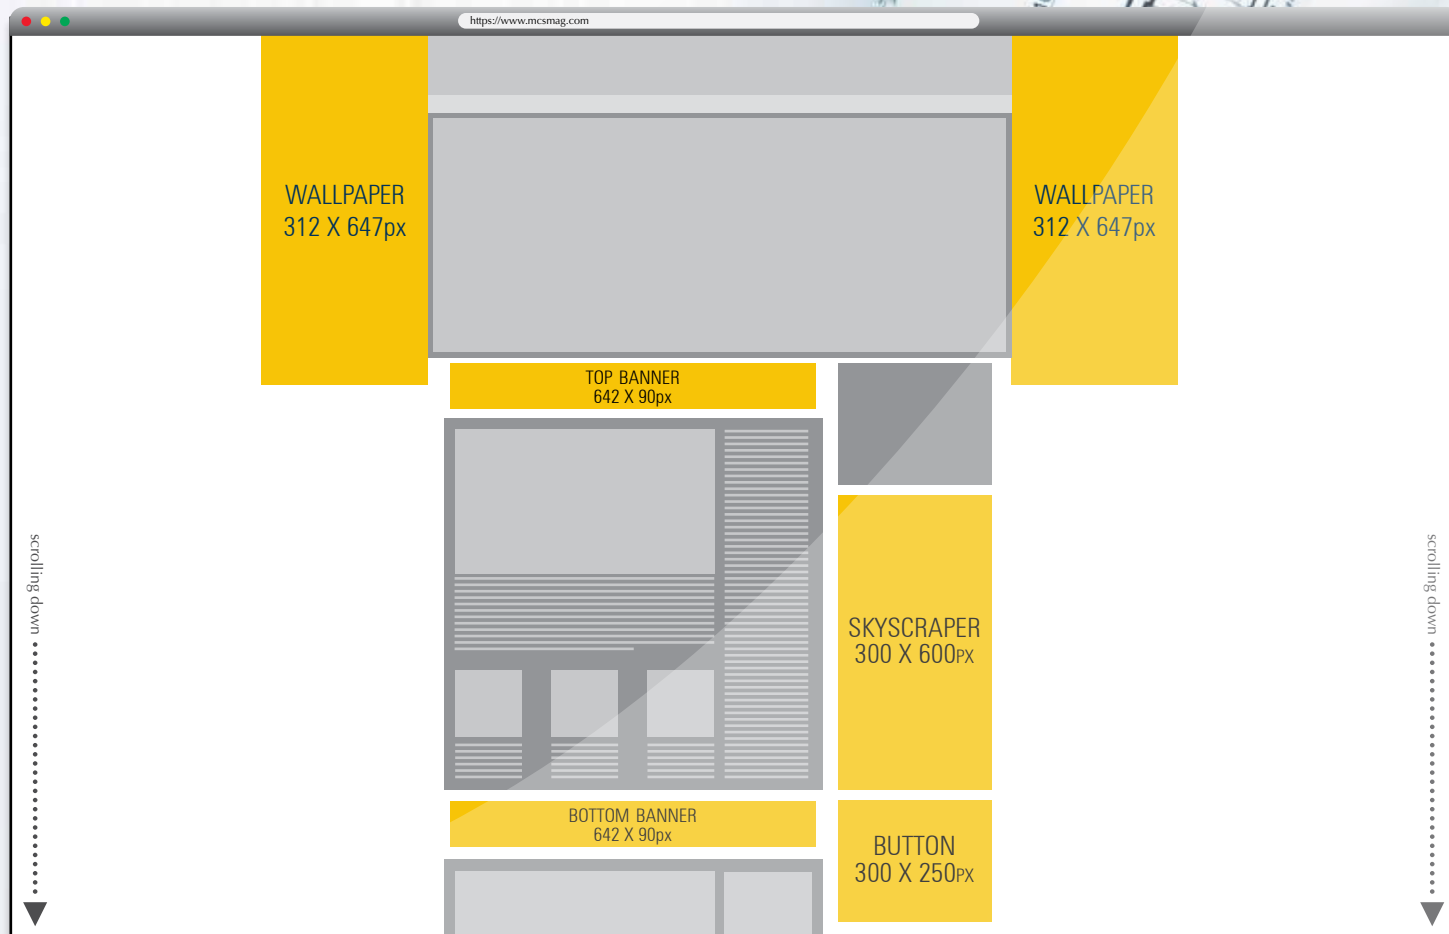 https://www.mcsmag.com
WALLPAPER
312 X 647px
WALLPAPER
312 X 647px
TOP BANNER
642 X 90px
scrolling down
SKYSCRAPER
300 X 600PX
scrolling down
BOTTOM BANNER
642 X 90px
BUTTON
300 X 250PX